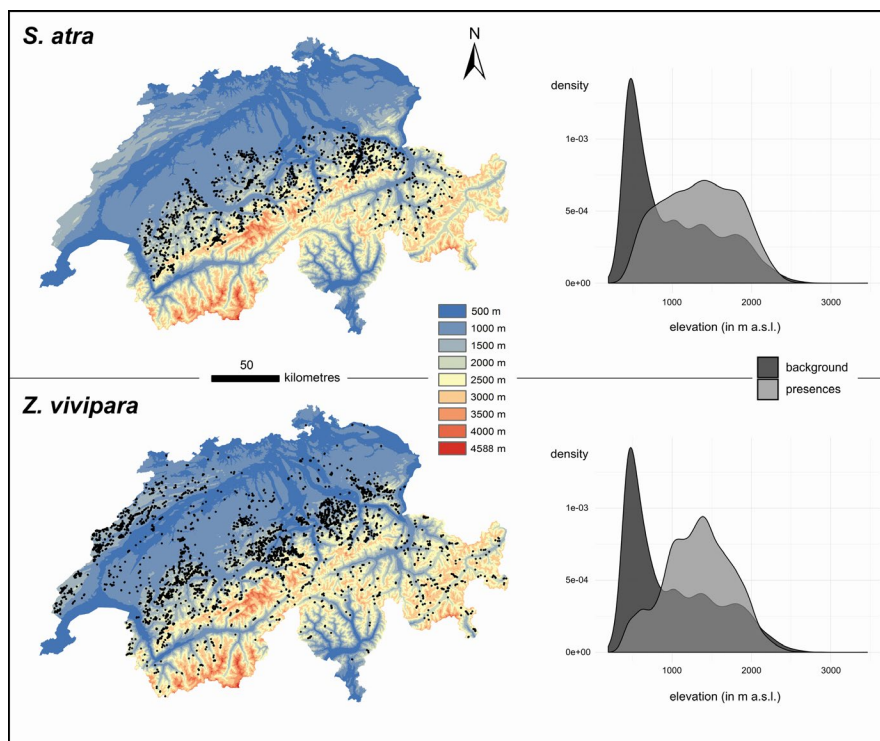 S. atra
N
density
1e-03
5e-04
0e+00
1000 2000 3000
elevation (in m a.s.l.)
500 m
1000 m
1500 m
2000 m
2500 m
3000 m
3500 m
4000 m
4588 m
50
kilometres
background
presences
Z. vivipara
density
1e-03
5e-04
0e+00
1000 2000 3000
elevation (in m a.s.l.)